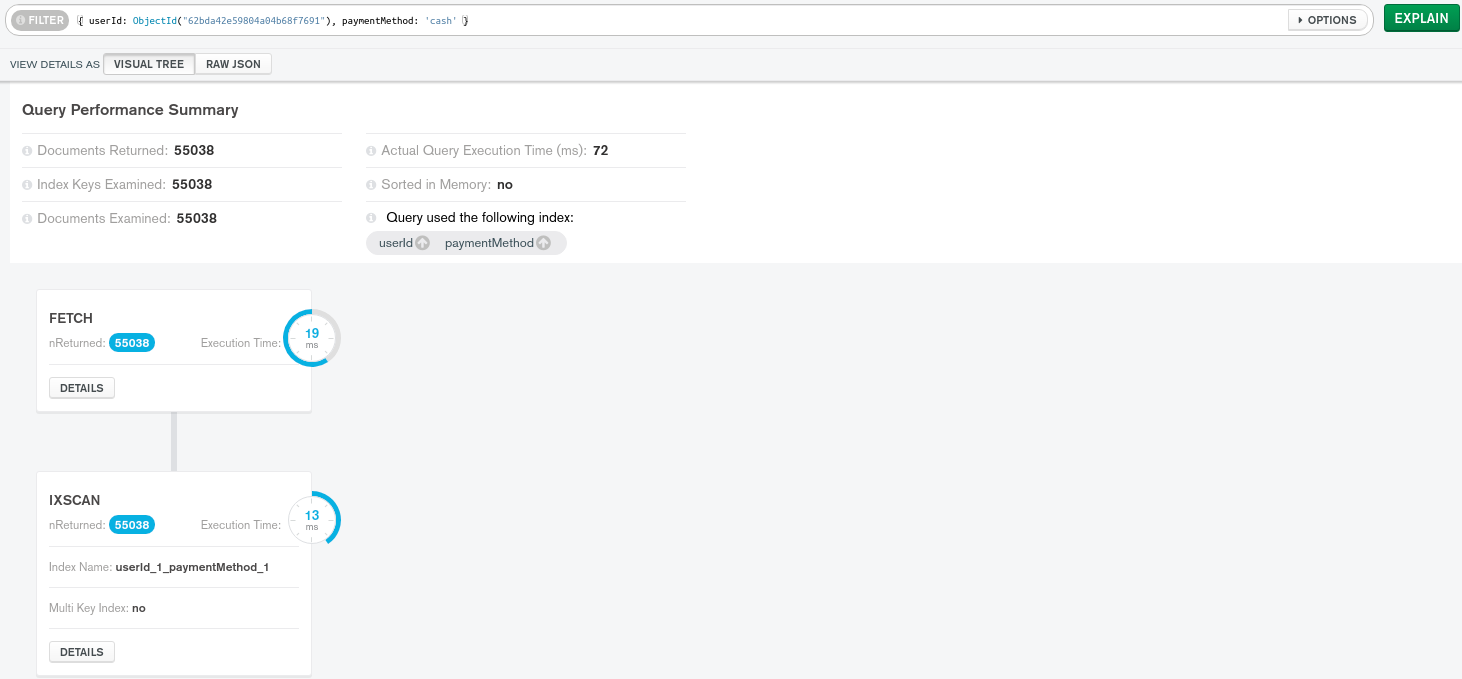 FILTER { userId: ObjectId("62bda42e59804a04b68f7691"), paymentMethod: 'cash' } OPTIONS EXPLAIN
VIEW DETAILS AS VISUAL TREE RAW JSON
Query Performance Summary
Documents Returned: 55038
Index Keys Examined: 55038
Documents Examined: 55038
Actual Query Execution Time (ms): 72
Sorted in Memory: no
Query used the following index:
userId paymentMethod
FETCH
nReturned: 55038 Execution Time: 19 ms
DETAILS
IXSCAN
nReturned: 55038 Execution Time: 13 ms
Index Name: userId_1_paymentMethod_1
Multi Key Index: no
DETAILS